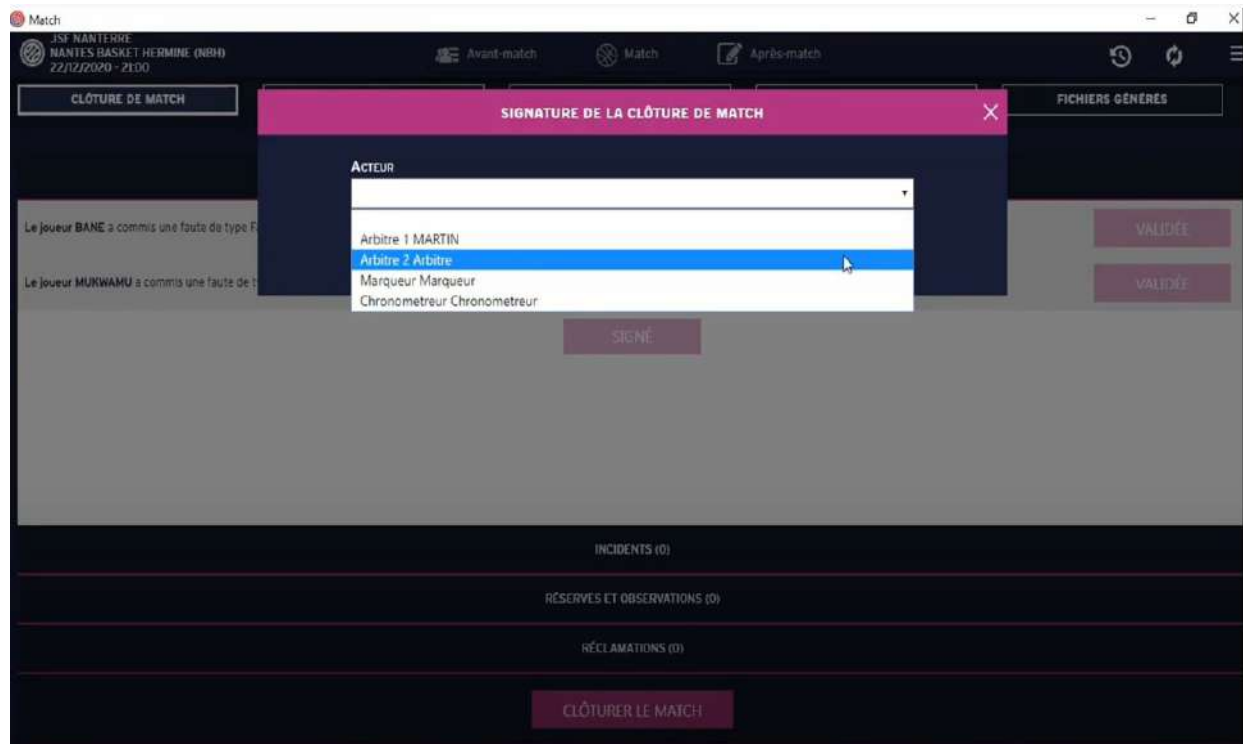 Match
JSF NANTERRE
NANTES BASKET HERMINE (NBH)
22/12/2020 - 21:00
Avant-match
Match
Après-match
CLÔTURE DE MATCH
FICHIERS GÉNÉRÉS
SIGNATURE DE LA CLÔTURE DE MATCH
ACTEUR
Arbitre 1 MARTIN
Arbitre 2 Arbitre
Marqueur Marqueur
Chronometreur Chronometreur
Le joueur BANE a commis une faute de type
VALIDÉE
Le joueur MUKWAMU a commis une faute de
VALIDÉE
SIGNÉ
INCIDENTS (0)
RÉSERVES ET OBSERVATIONS (0)
RÉCLAMATIONS (0)
CLÔTURER LE MATCH